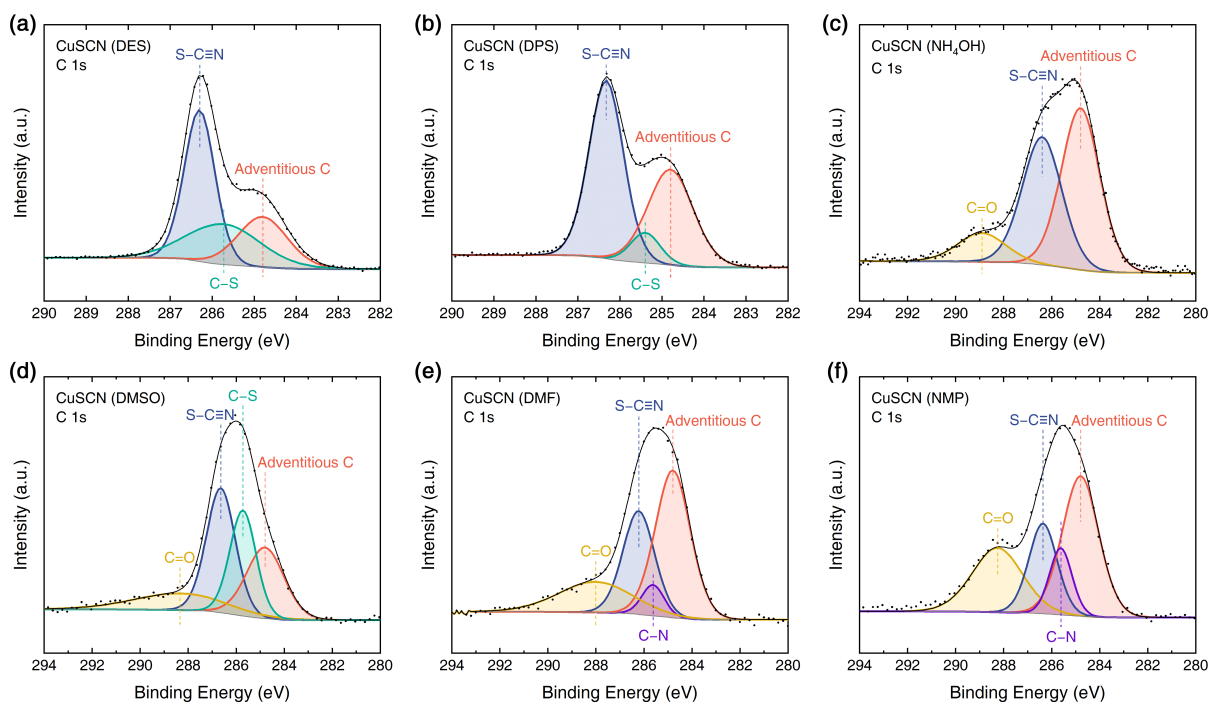 (a)
CuSCN (DES)
C 1s
S–C≡N
Adventitious C
C–S
Intensity (a.u.)
290 289 288 287 286 285 284 283 282
Binding Energy (eV)
(b)
CuSCN (DPS)
C 1s
S–C≡N
Adventitious C
C–S
Intensity (a.u.)
290 289 288 287 286 285 284 283 282
Binding Energy (eV)
(c)
CuSCN (NH₄OH)
C 1s
Adventitious C
S–C≡N
C=O
Intensity (a.u.)
294 292 290 288 286 284 282 280
Binding Energy (eV)
(d)
CuSCN (DMSO)
C 1s
C–S
S–C≡N
Adventitious C
C=O
Intensity (a.u.)
294 292 290 288 286 284 282 280
Binding Energy (eV)
(e)
CuSCN (DMF)
C 1s
S–C≡N
Adventitious C
C=O
C–N
Intensity (a.u.)
294 292 290 288 286 284 282 280
Binding Energy (eV)
(f)
CuSCN (NMP)
C 1s
S–C≡N
Adventitious C
C=O
C–N
Intensity (a.u.)
294 292 290 288 286 284 282 280
Binding Energy (eV)